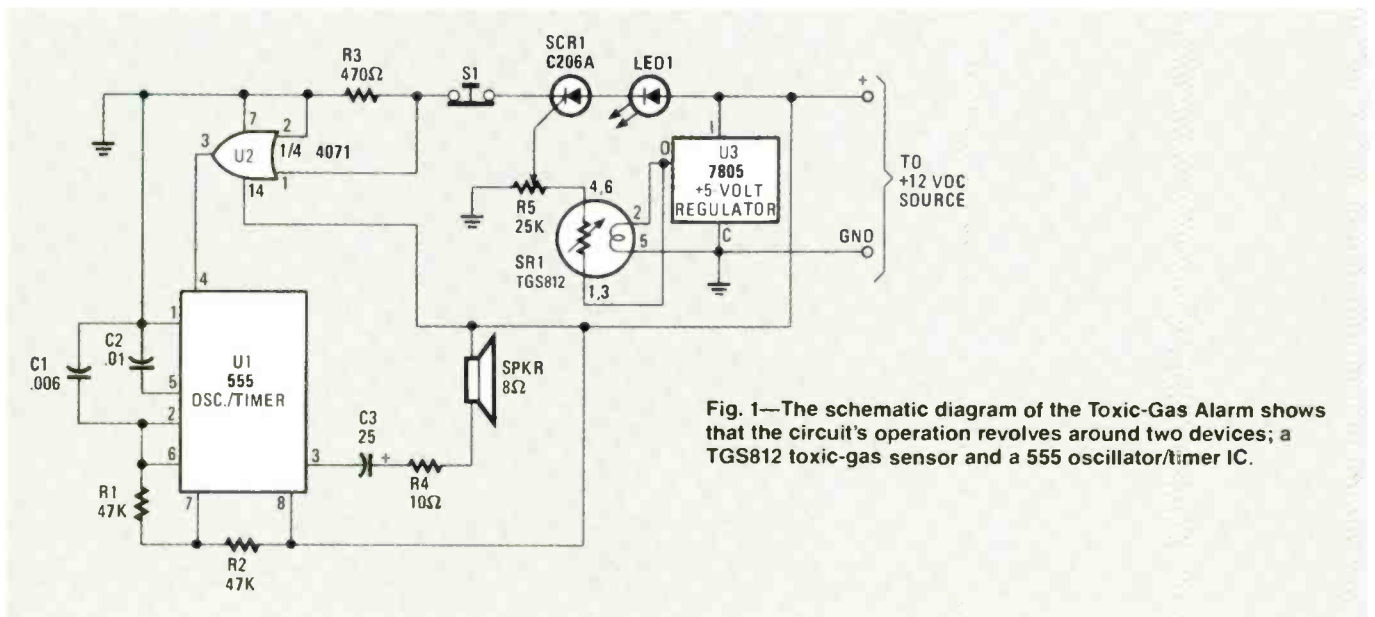 R3
470Ω
S1
SCR1
C206A
LED1
+
7
2
3
U2
1/4 4071
14
1
I
O
U3
7805
+5-VOLT
REGULATOR
C
TO
+12 VDC
SOURCE
GND
R5
25K
4,6
2
5
SR1
TGS812
1,3
4
1
C1
.006
C2
.01
5
U1
555
OSC./TIMER
2
6
3
C3
25
+
R4
10Ω
SPKR
8Ω
R1
47K
7
8
R2
47K
Fig. 1—The schematic diagram of the Toxic-Gas Alarm shows
that the circuit's operation revolves around two devices; a
TGS812 toxic-gas sensor and a 555 oscillator/timer IC.